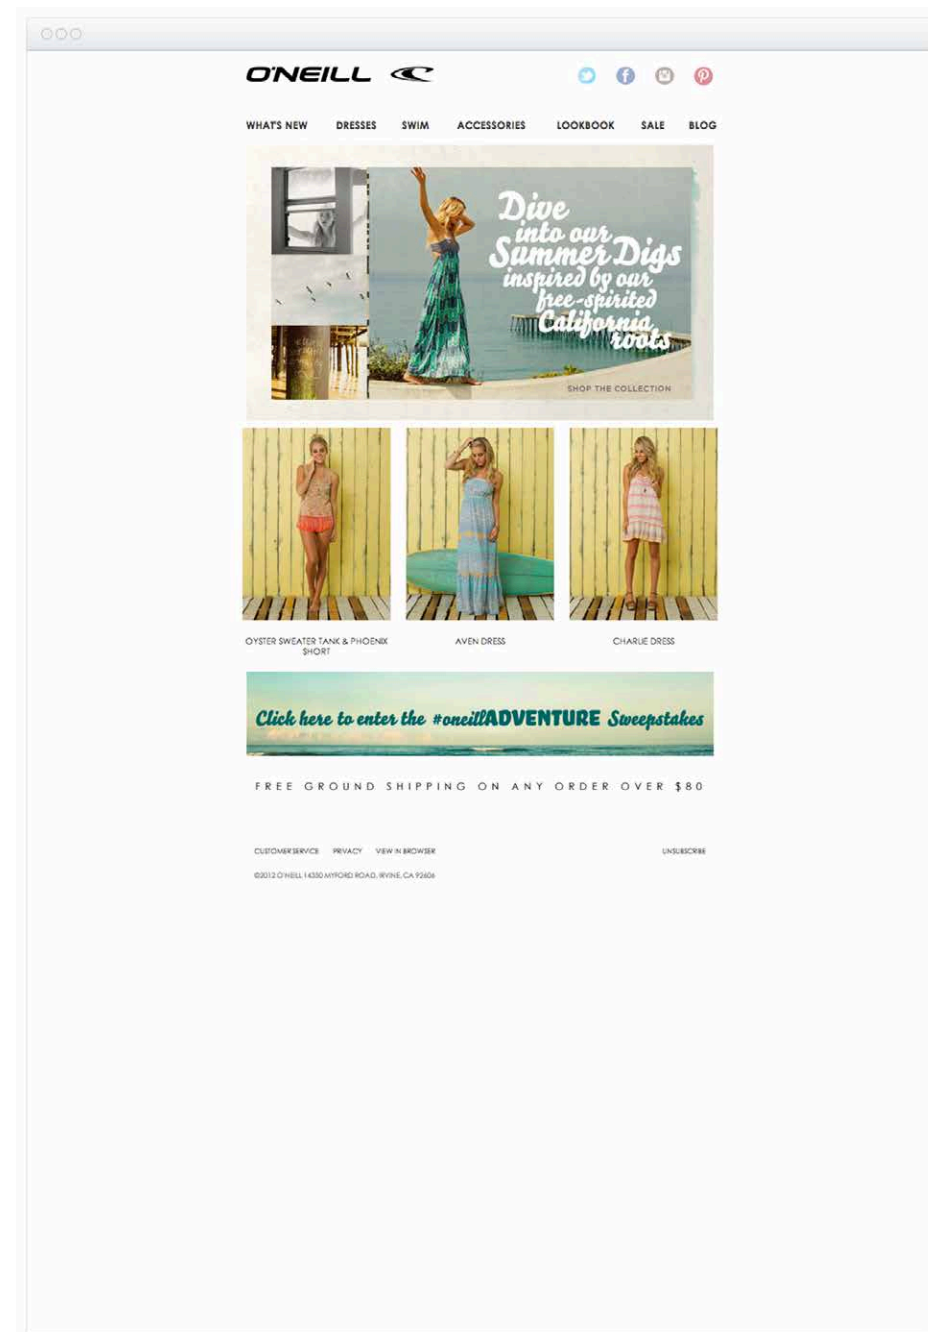 O'NEILL
WHAT'S NEW DRESSES SWIM ACCESSORIES LOOKBOOK SALE BLOG
Dive
into our
Summer Digs
inspired by our
free-spirited
California
roots
SHOP THE COLLECTION
OYSTER SWEATER TANK & PHOENIX
SHORT
AVEN DRESS
CHARLIE DRESS
Click here to enter the #oneillADVENTURE Sweepstakes
FREE GROUND SHIPPING ON ANY ORDER OVER $80
CUSTOMER SERVICE PRIVACY VIEW IN BROWSER UNSUBSCRIBE
©2012 O'NEILL 14350 MYFORD ROAD, IRVINE, CA 92606